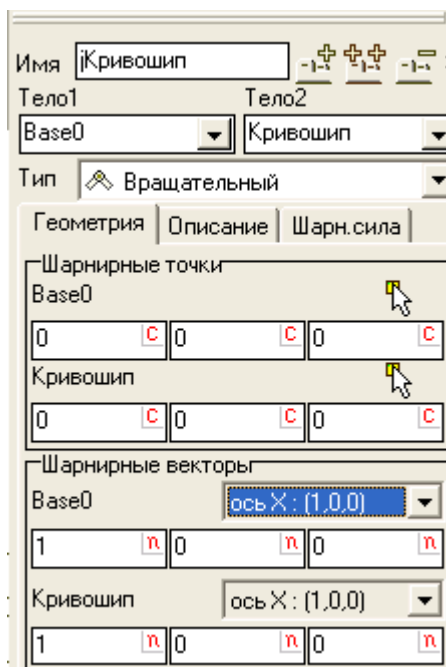 Имя jКривошип
Тело1 Тело2
Base0 Кривошип
Тип Вращательный
Геометрия Описание Шарн.сила
Шарнирные точки
Base0
0 C 0 C 0 C
Кривошип
0 C 0 C 0 C
Шарнирные векторы
Base0 ось X : (1,0,0)
1 n 0 n 0 n
Кривошип ось X : (1,0,0)
1 n 0 n 0 n